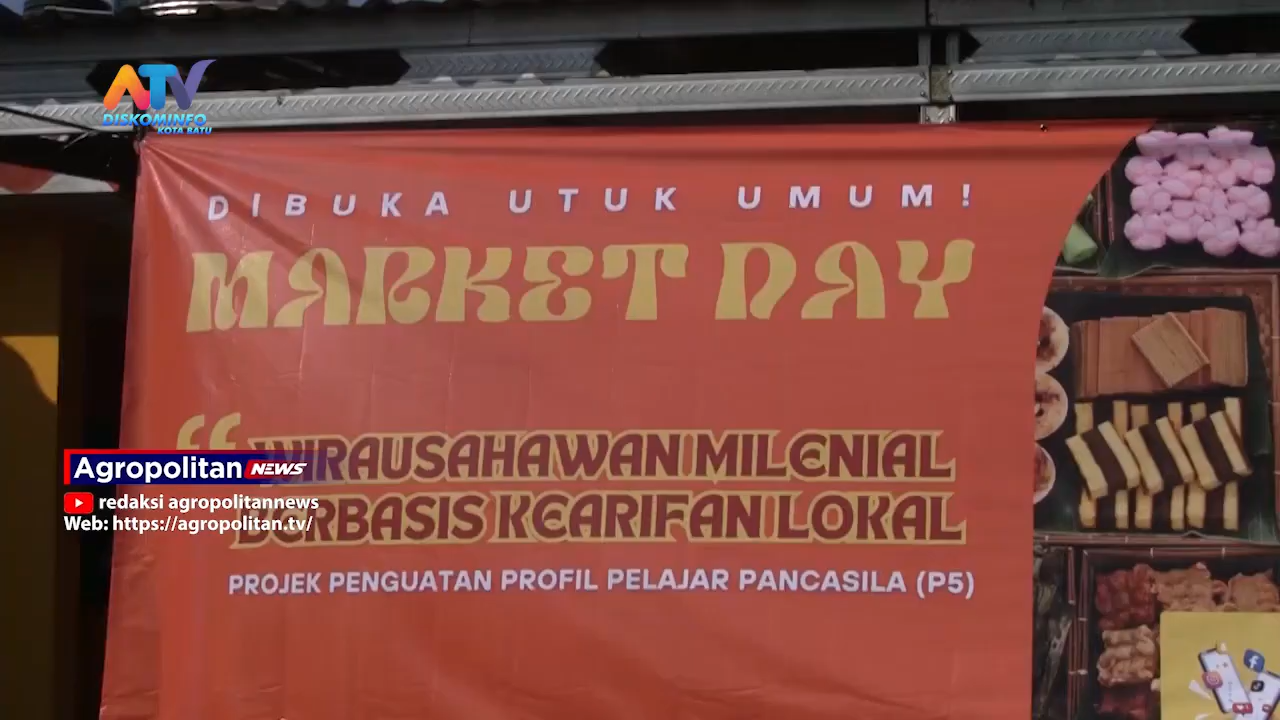 ATV
DISKOMINFO
KOTA BATU
DIBUKA UTUK UMUM!
MARKET DAY
“WIRAUSAHAWAN MILENIAL
BERBASIS KEARIFAN LOKAL
PROJEK PENGUATAN PROFIL PELAJAR PANCASILA (P5)
Agropolitan NEWS
redaksi agropolitannews
Web: https://agropolitan.tv/